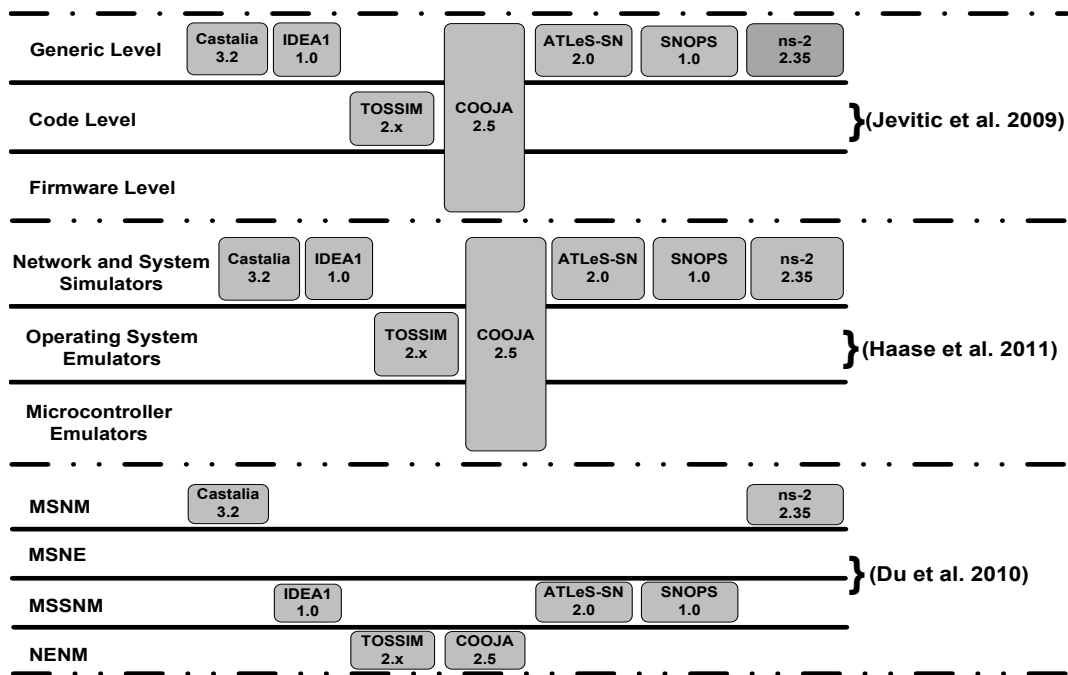 Generic Level
Castalia
3.2
IDEA1
1.0
ATLeS-SN
2.0
SNOPS
1.0
ns-2
2.35
Code Level
TOSSIM
2.x
COOJA
2.5
(Jevitic et al. 2009)
Firmware Level
Network and System
Simulators
Castalia
3.2
IDEA1
1.0
ATLeS-SN
2.0
SNOPS
1.0
ns-2
2.35
Operating System
Emulators
TOSSIM
2.x
COOJA
2.5
(Haase et al. 2011)
Microcontroller
Emulators
MSNM
Castalia
3.2
ns-2
2.35
MSNE
(Du et al. 2010)
MSSNM
IDEA1
1.0
ATLeS-SN
2.0
SNOPS
1.0
NENM
TOSSIM
2.x
COOJA
2.5